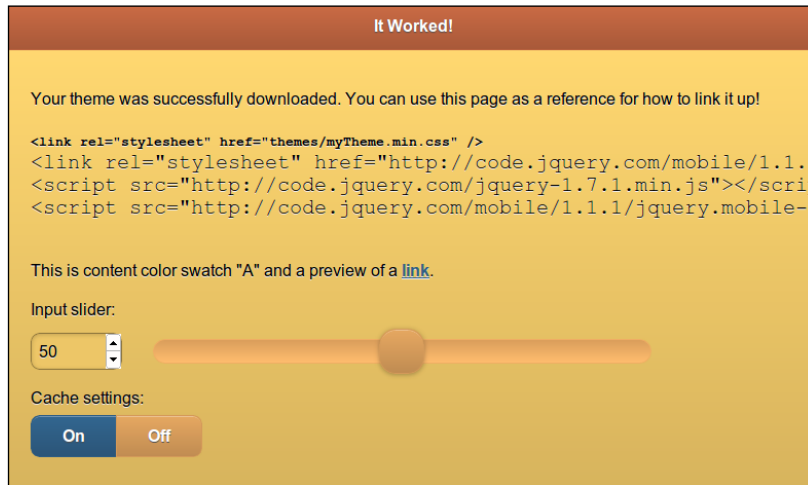 It Worked!
Your theme was successfully downloaded. You can use this page as a reference for how to link it up!
<link rel="stylesheet" href="themes/myTheme.min.css" />
<link rel="stylesheet" href="http://code.jquery.com/mobile/1.1.
<script src="http://code.jquery.com/jquery-1.7.1.min.js"></scri
<script src="http://code.jquery.com/mobile/1.1.1/jquery.mobile-
This is content color swatch "A" and a preview of a link.
Input slider:
50
Cache settings:
On Off